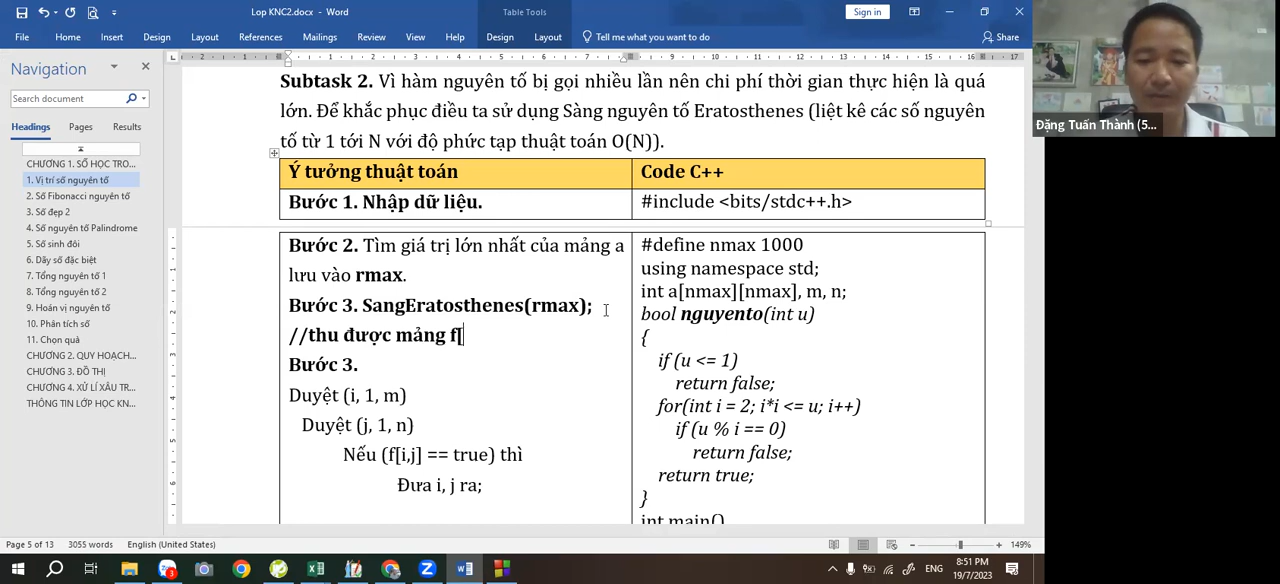 Lop KNC2.docx - Word
Table Tools
Sign in
File Home Insert Design Layout References Mailings Review View Help Design Layout Tell me what you want to do Share
Navigation
Search document
Headings Pages Results
CHƯƠNG 1. SỐ HỌC TRO...
1. Vị trí số nguyên tố
2. Số Fibonacci nguyên tố
3. Số đẹp 2
4. Số nguyên tố Palindrome
5. Số sinh đôi
6. Dãy số đặc biệt
7. Tổng nguyên tố 1
8. Tổng nguyên tố 2
9. Hoán vị nguyên tố
10. Phân tích số
11. Chọn quà
CHƯƠNG 2. QUY HOẠCH...
CHƯƠNG 3. ĐỒ THỊ
CHƯƠNG 4. XỬ LÍ XÂU TR...
THÔNG TIN LỚP HỌC KN...
Subtask 2. Vì hàm nguyên tố bị gọi nhiều lần nên chi phí thời gian thực hiện là quá
lớn. Để khắc phục điều ta sử dụng Sàng nguyên tố Eratosthenes (liệt kê các số nguyên
tố từ 1 tới N với độ phức tạp thuật toán O(N)).
Ý tưởng thuật toán
Code C++
Bước 1. Nhập dữ liệu.
#include <bits/stdc++.h>
Bước 2. Tìm giá trị lớn nhất của mảng a
lưu vào rmax.
Bước 3. SangEratosthenes(rmax);
//thu được mảng f[
Bước 3.
Duyệt (i, 1, m)
Duyệt (j, 1, n)
Nếu (f[i,j] == true) thì
Đưa i, j ra;
#define nmax 1000
using namespace std;
int a[nmax][nmax], m, n;
bool nguyento(int u)
{
if (u <= 1)
return false;
for(int i = 2; i*i <= u; i++)
if (u % i == 0)
return false;
return true;
}
int main()
Đặng Tuấn Thành (5...
Page 5 of 13 3055 words English (United States)
149%
ENG
8:51 PM
19/7/2023